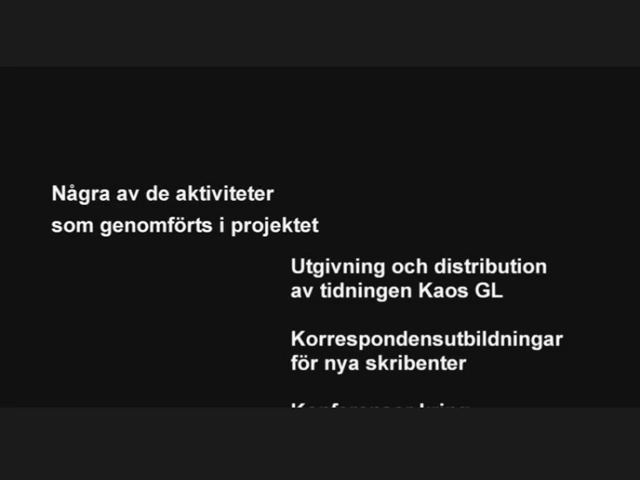 Några av de aktiviteter
som genomförts i projektet
Utgivning och distribution
av tidningen Kaos GL
Korrespondensutbildningar
för nya skribenter